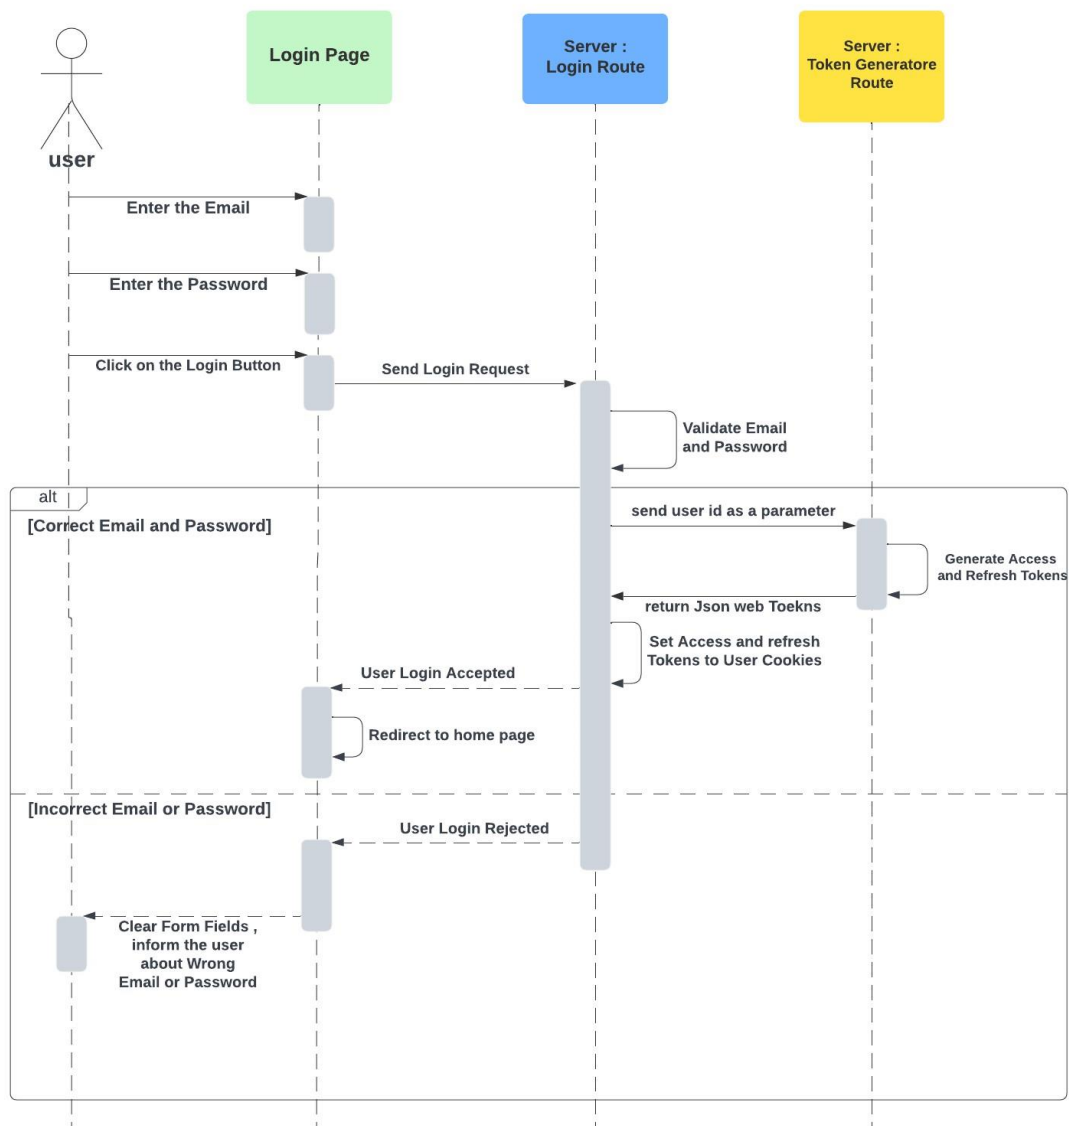 Login Page
Server :
Login Route
Server :
Token Generatore
Route
user
Enter the Email
Enter the Password
Click on the Login Button
Send Login Request
Validate Email
and Password
alt
[Correct Email and Password]
send user id as a parameter
Generate Access
and Refresh Tokens
return Json web Toekns
Set Access and refresh
Tokens to User Cookies
User Login Accepted
Redirect to home page
[Incorrect Email or Password]
User Login Rejected
Clear Form Fields ,
inform the user
about Wrong
Email or Password